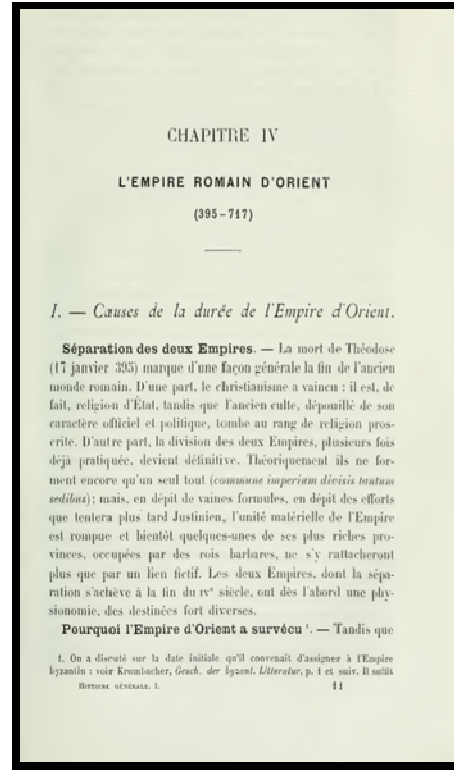 CHAPITRE IV
L'EMPIRE ROMAIN D'ORIENT
(395-717)
I. — Causes de la durée de l'Empire d'Orient.
Séparation des deux Empires. — La mort de Théodose
(17 janvier 395) marque d'une façon générale la fin de l'ancien
monde romain. D'une part, le christianisme a vaincu : il est, de
fait, religion d'État, tandis que l'ancien culte, dépouillé de son
caractère officiel et politique, tombe au rang de religion pros-
crite. D'autre part, la division des deux Empires, plusieurs fois
déjà pratiquée, devient définitive. Théoriquement ils ne for-
ment encore qu'un seul tout (commune imperium divisis tantum
sedibus); mais, en dépit de vaines formules, en dépit des efforts
que tentera plus tard Justinien, l'unité matérielle de l'Empire
est rompue et bientôt quelques-unes de ses plus riches pro-
vinces, occupées par des rois barbares, ne s'y rattacheront
plus que par un lien fictif. Les deux Empires, dont la sépa-
ration s'achève à la fin du IVe siècle, ont dès l'abord une phy-
sionomie, des destinées fort diverses.
Pourquoi l'Empire d'Orient a survécu 1. — Tandis que
1. On a discuté sur la date initiale qu'il convenait d'assigner à l'Empire
byzantin : voir Krumbacher, Gesch. der byzant. Litteratur, p. 1 et suiv. Il suffit
HISTOIRE GÉNÉRALE. I. 11